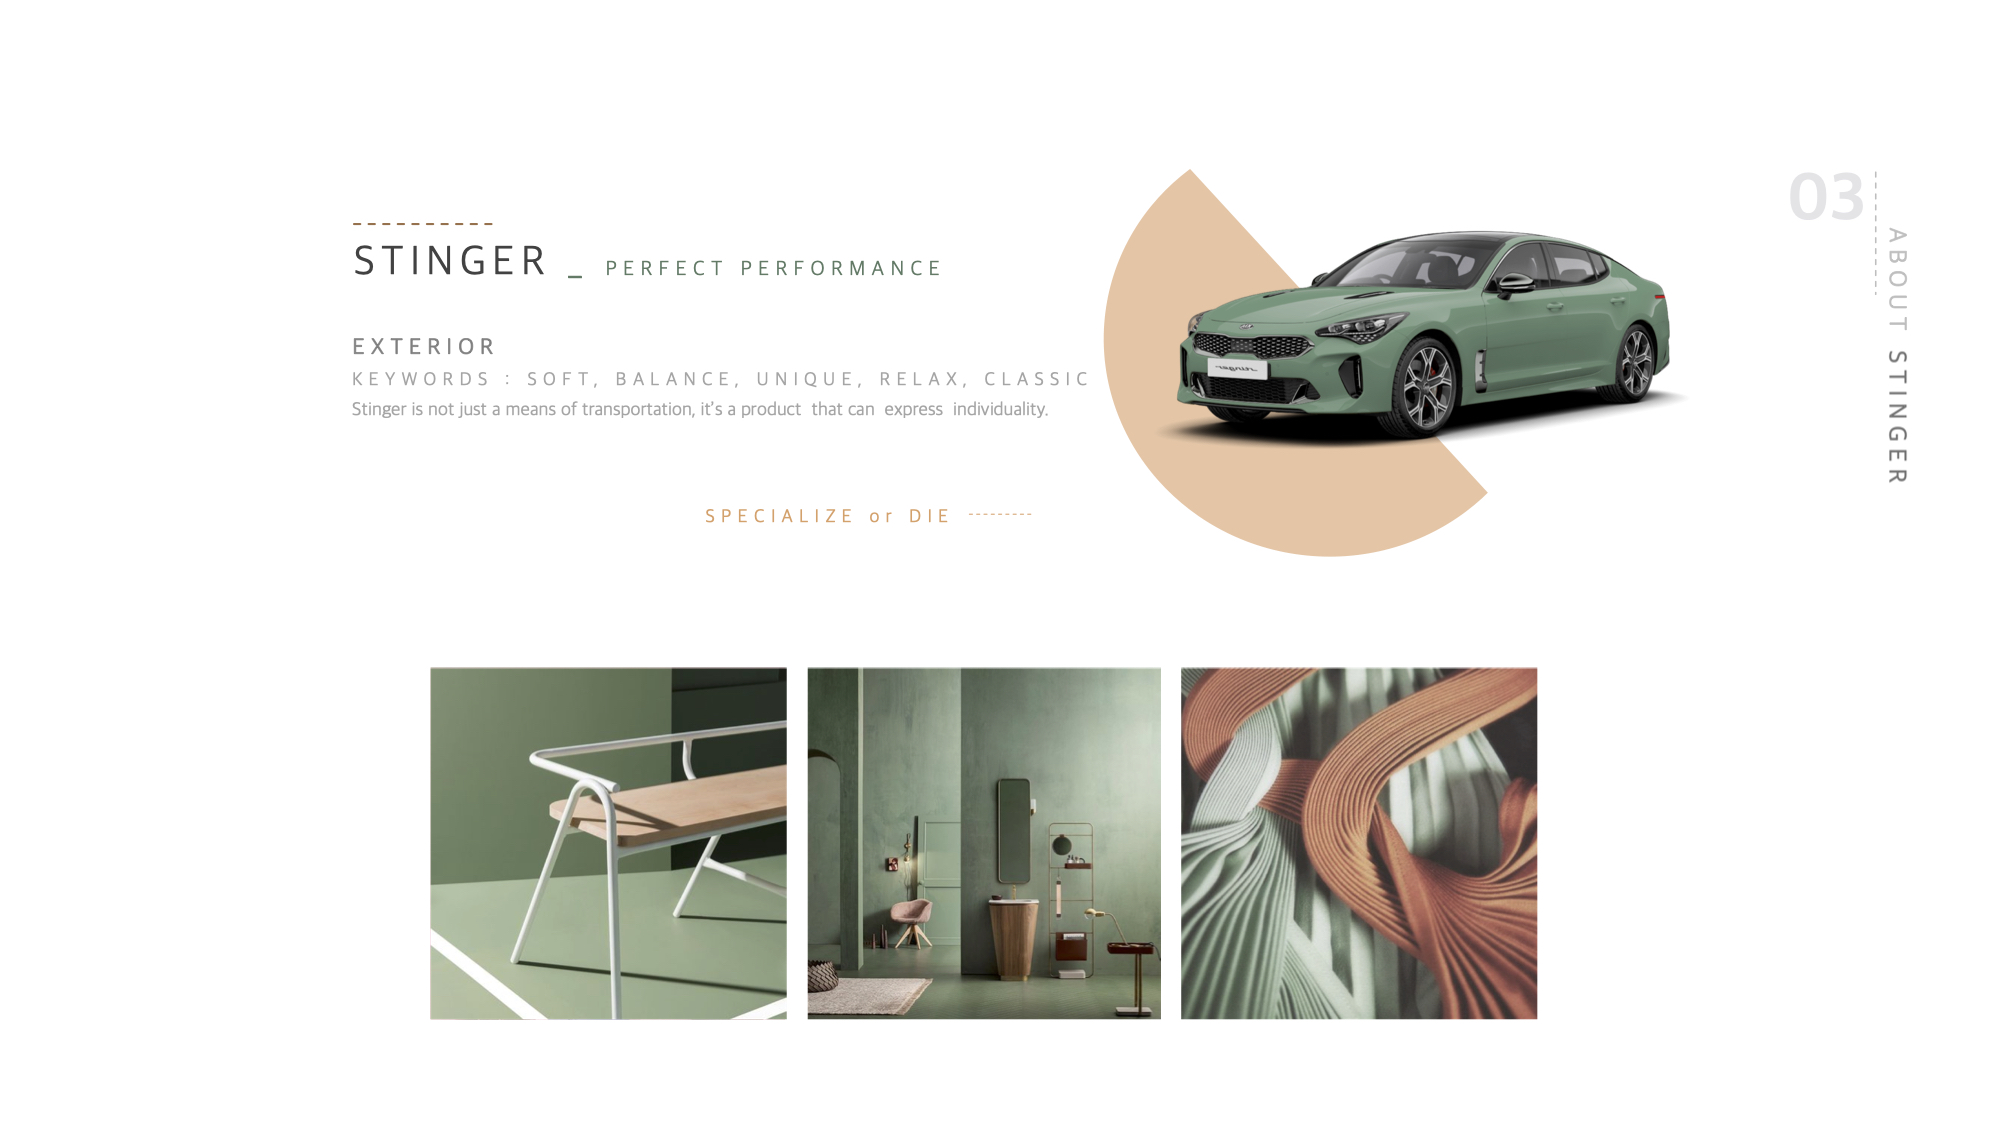 STINGER _ PERFECT PERFORMANCE
EXTERIOR
KEYWORDS : SOFT, BALANCE, UNIQUE, RELAX, CLASSIC
Stinger is not just a means of transportation, it's a product that can express individuality.
SPECIALIZE or DIE
03
ABOUT STINGER